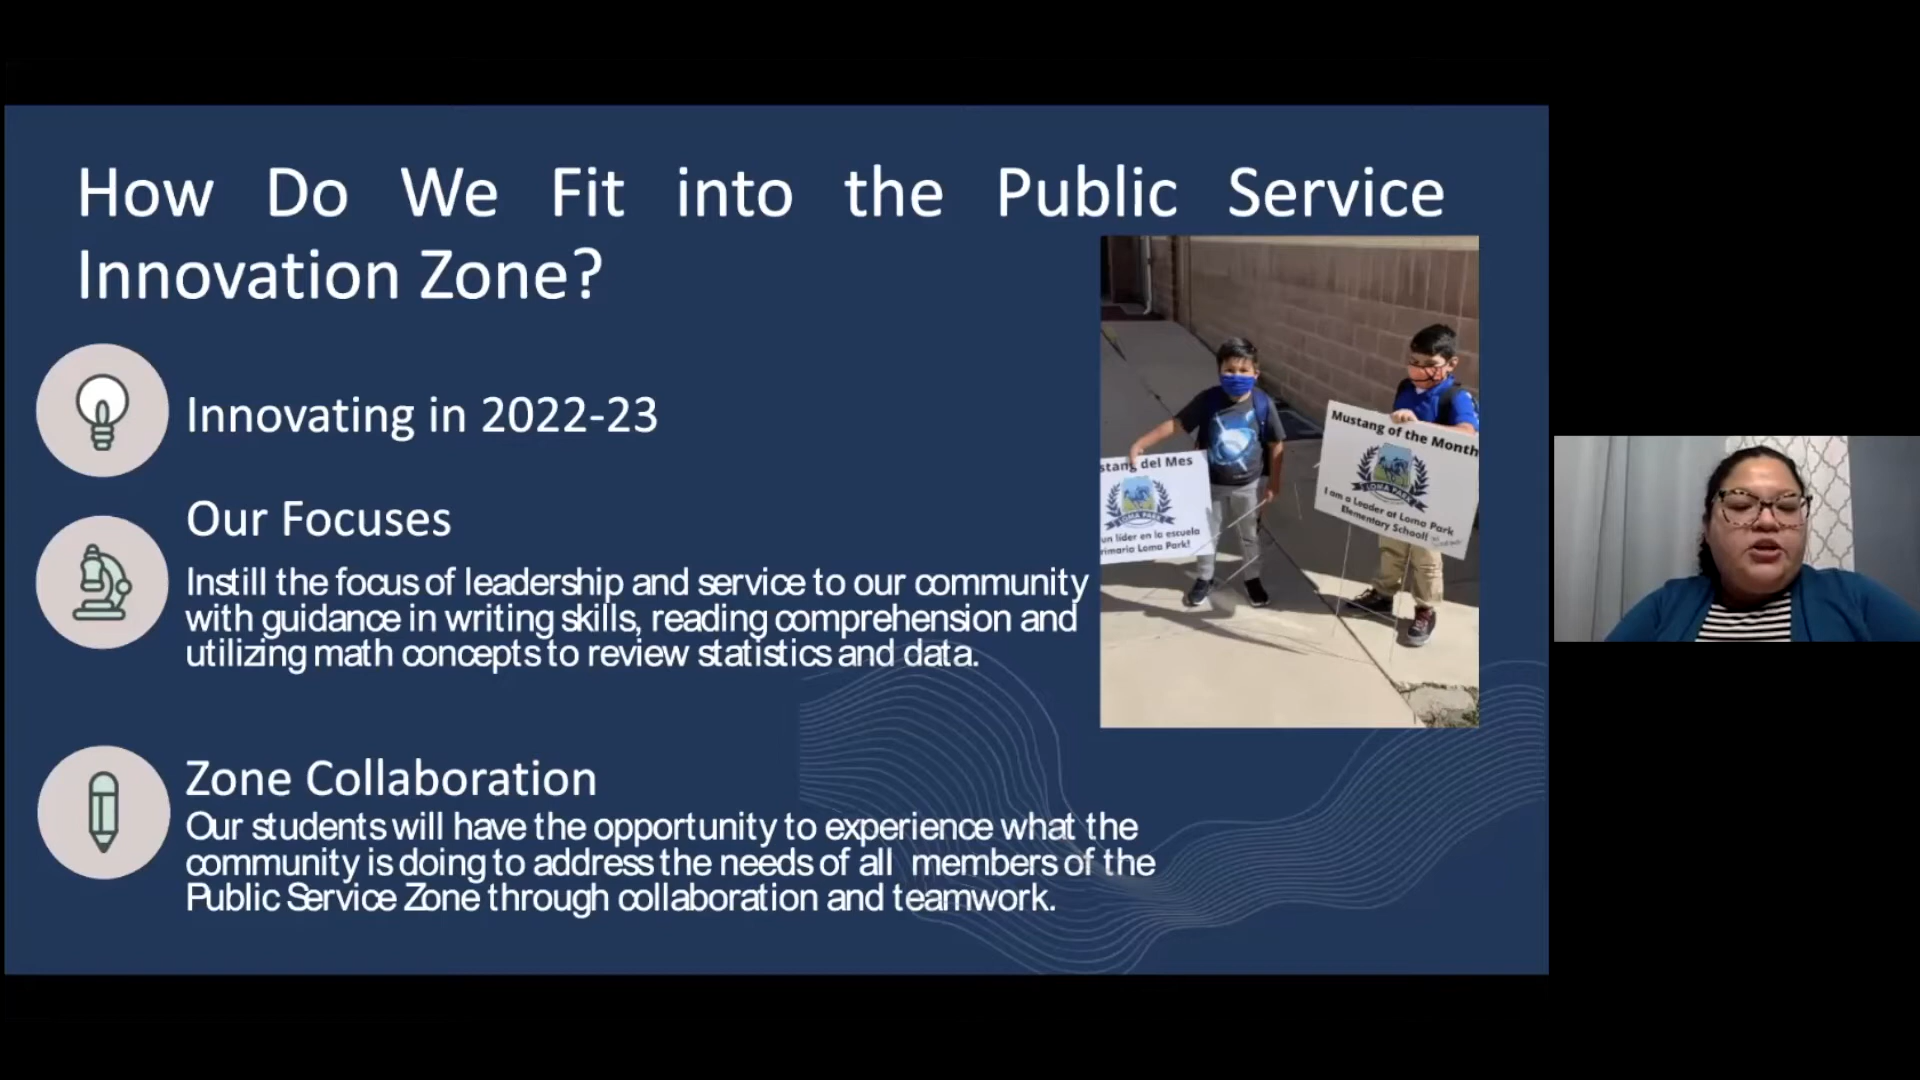 How Do We Fit into the Public Service
Innovation Zone?
Innovating in 2022-23
Our Focuses
Instill the focus of leadership and service to our community
with guidance in writing skills, reading comprehension and
utilizing math concepts to review statistics and data.
Zone Collaboration
Our students will have the opportunity to experience what the
community is doing to address the needs of all members of the
Public Service Zone through collaboration and teamwork.
stang del Mes
LOMA PARK
un líder en la escuela
rimaria Loma Park!
Mustang of the Month
LOMA PARK
I am a Leader at Loma Park
Elementary School!